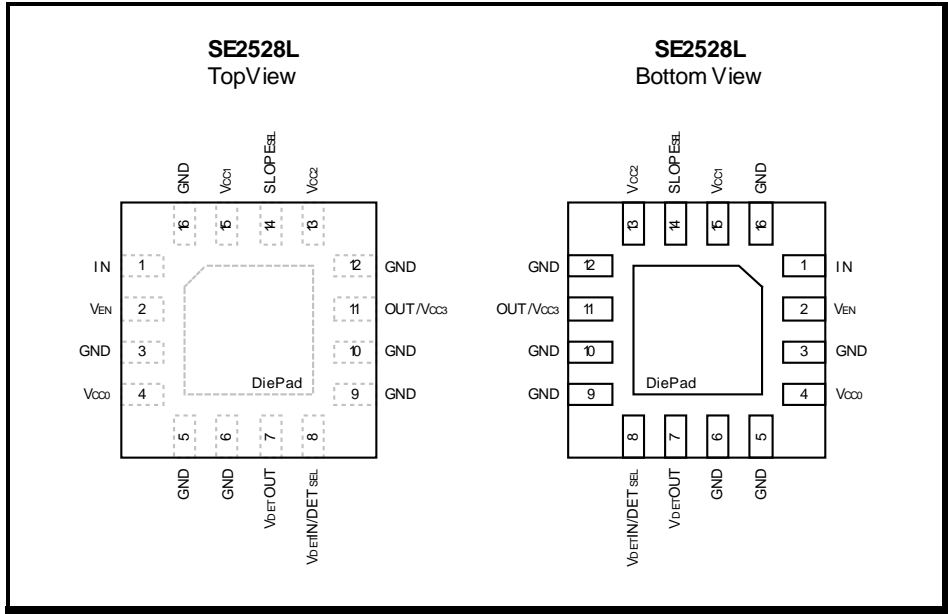 SE2528L
TopView
GND
VCC1
SLOPESEL
VCC2
16
15
14
13
IN 1
12 GND
VEN 2
11 OUT/VCC3
GND 3
10 GND
VCC0 4
9 GND
DiePad
5
6
7
8
GND
GND
VDETOUT
VDETIN/DETSEL
SE2528L
Bottom View
VCC2
SLOPESEL
VCC1
GND
13
14
15
16
GND 12
1 IN
OUT/VCC3 11
2 VEN
GND 10
3 GND
GND 9
4 VCC0
DiePad
8
7
6
5
VDETIN/DETSEL
VDETOUT
GND
GND